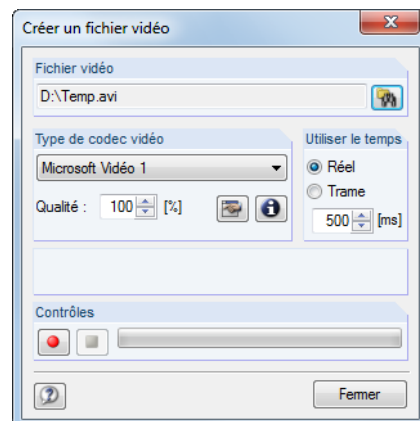 Créer un fichier vidéo
Fichier vidéo
D:\Temp.avi
Type de codec vidéo
Microsoft Vidéo 1
Qualité : 100 [%]
Utiliser le temps
Réel
Trame
500 [ms]
Contrôles
Fermer